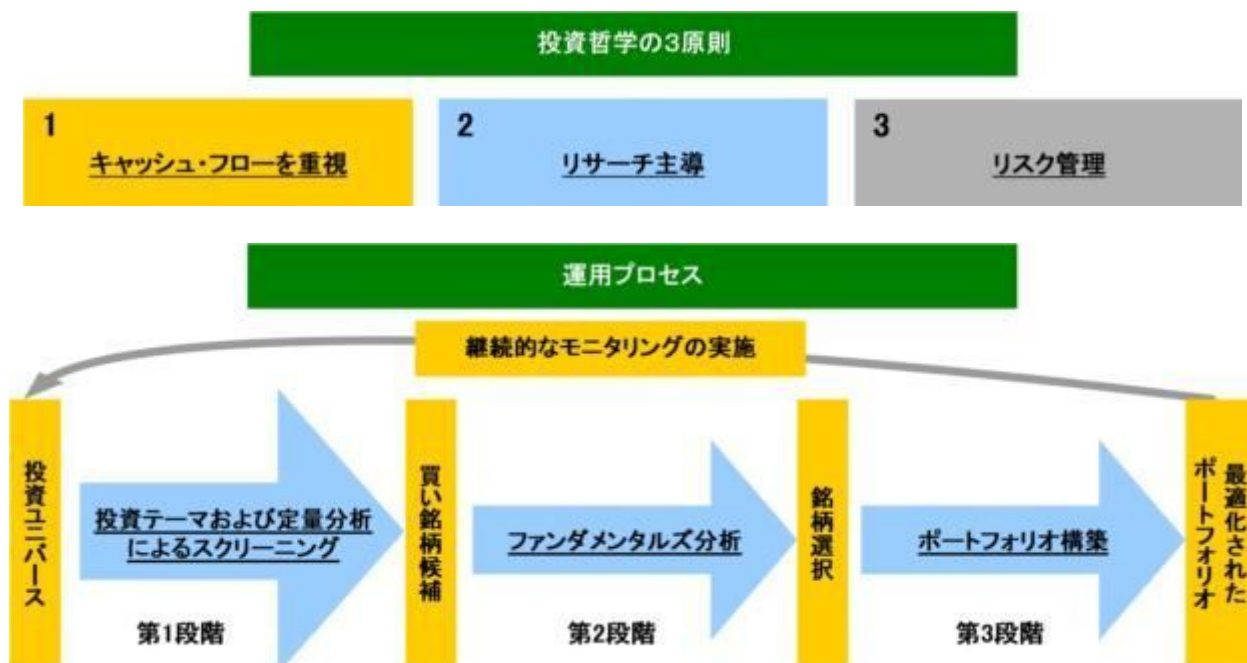 投資哲学の3原則
1
キャッシュ・フローを重視
2
リサーチ主導
3
リスク管理
運用プロセス
継続的なモニタリングの実施
投資ユニバース
投資テーマおよび定量分析
によるスクリーニング
第1段階
買い銘柄候補
ファンダメンタルズ分析
第2段階
銘柄選択
ポートフォリオ構築
第3段階
最適化された
ポートフォリオ